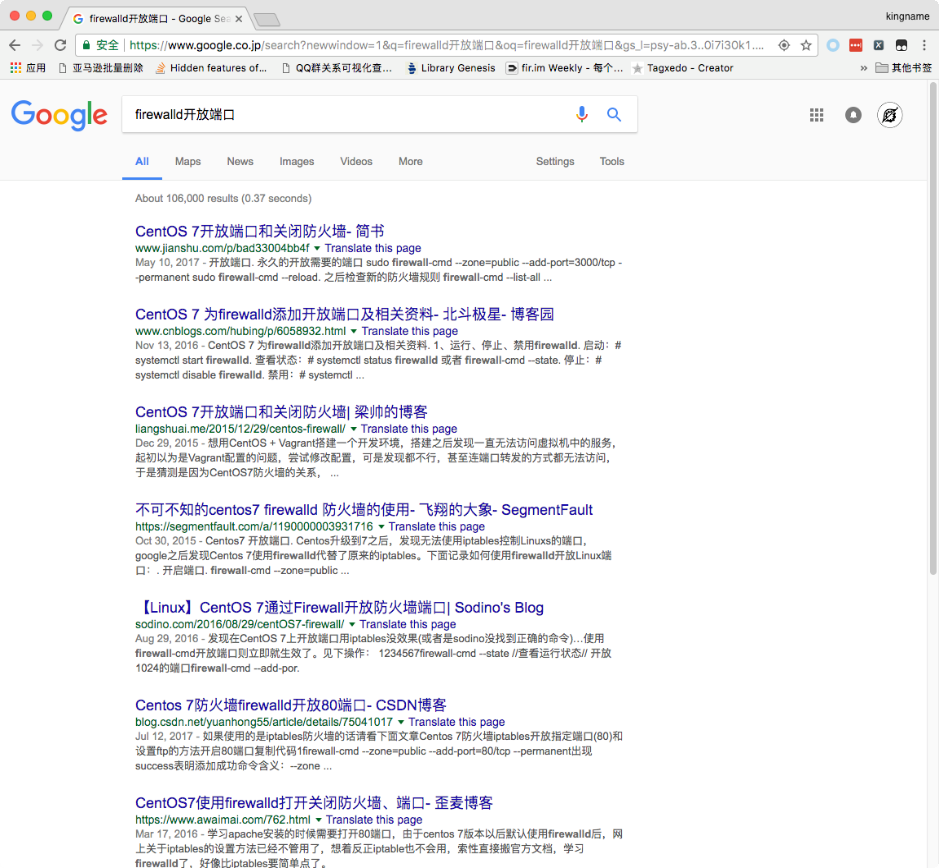 firewalld开放端口 - Google Sea
kingname
安全 https://www.google.co.jp/search?newwindow=1&q=firewalld开放端口&oq=firewalld开放端口&gs_l=psy-ab.3..0i7i30k1....
应用 亚马逊批量删除 Hidden features of... QQ群关系可视化查... Library Genesis fir.im Weekly - 每个... Tagxedo - Creator » 其他书签
Google firewalld开放端口
All Maps News Images Videos More Settings Tools
About 106,000 results (0.37 seconds)
CentOS 7开放端口和关闭防火墙- 简书
www.jianshu.com/p/bad33004bb4f ▼ Translate this page
May 10, 2017 - 开放端口. 永久的开放需要的端口 sudo firewall-cmd --zone=public --add-port=3000/tcp -
-permanent sudo firewall-cmd --reload. 之后检查新的防火墙规则 firewall-cmd --list-all ...
CentOS 7 为firewalld添加开放端口及相关资料- 北斗极星- 博客园
www.cnblogs.com/hubing/p/6058932.html ▼ Translate this page
Nov 13, 2016 - CentOS 7 为firewalld添加开放端口及相关资料. 1、运行、停止、禁用firewalld. 启动：#
systemctl start firewalld. 查看状态：# systemctl status firewalld 或者 firewall-cmd --state. 停止：#
systemctl disable firewalld. 禁用：# systemctl ...
CentOS 7开放端口和关闭防火墙| 梁帅的博客
liangshuai.me/2015/12/29/centos-firewall/ ▼ Translate this page
Dec 29, 2015 - 想用CentOS + Vagrant搭建一个开发环境，搭建之后发现一直无法访问虚拟机中的服务，
起初以为是Vagrant配置的问题，尝试修改配置，可是发现都不行，甚至连端口转发的方式都无法访问，
于是猜测是因为CentOS7防火墙的关系， ...
不可不知的centos7 firewalld 防火墙的使用- 飞翔的大象- SegmentFault
https://segmentfault.com/a/1190000003931716 ▼ Translate this page
Oct 30, 2015 - Centos7 开放端口. Centos升级到7之后，发现无法使用iptables控制Linuxs的端口，
google之后发现Centos 7使用firewalld代替了原来的iptables。下面记录如何使用firewalld开放Linux端
口：. 开启端口. firewall-cmd --zone=public ...
【Linux】CentOS 7通过Firewall开放防火墙端口| Sodino's Blog
sodino.com/2016/08/29/centOS7-firewall/ ▼ Translate this page
Aug 29, 2016 - 发现在CentOS 7上开放端口用iptables没效果(或者是sodino没找到正确的命令)...使用
firewall-cmd开放端口则立即就生效了。见下操作： 1234567firewall-cmd --state //查看运行状态// 开放
1024的端口firewall-cmd --add-por.
Centos 7防火墙firewalld开放80端口- CSDN博客
blog.csdn.net/yuanhong55/article/details/75041017 ▼ Translate this page
Jul 12, 2017 - 如果使用的是iptables防火墙的话请看下面文章Centos 7防火墙iptables开放指定端口(80)和
设置ftp的方法开启80端口复制代码1firewall-cmd --zone=public --add-port=80/tcp --permanent出现
success表明添加成功命令含义：--zone ...
CentOS7使用firewalld打开关闭防火墙、端口- 歪麦博客
https://www.awaimai.com/762.html ▼ Translate this page
Mar 17, 2016 - 学习apache安装的时候需要打开80端口，由于centos 7版本以后默认使用firewalld后，网
上关于iptables的设置方法已经不管用了，想着反正iptable也不会用，索性直接搬官方文档，学习
firewalld了，好像比iptables要简单点了。